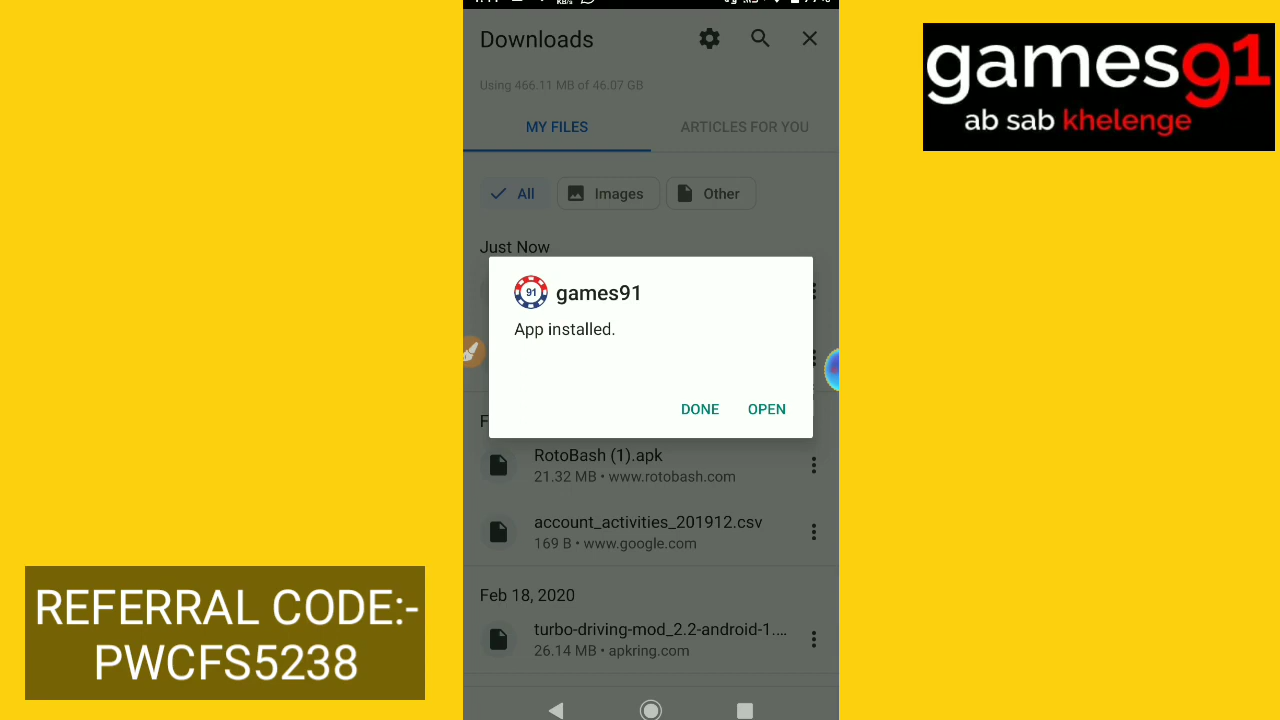 Downloads
Using 466.11 MB of 46.07 GB
MY FILES
ARTICLES FOR YOU
All
Images
Other
Just Now
91
games91
App installed.
DONE
OPEN
F
RotoBash (1).apk
21.32 MB • www.rotobash.com
account_activities_201912.csv
169 B • www.google.com
Feb 18, 2020
turbo-driving-mod_2.2-android-1....
26.14 MB • apkring.com
games91
ab sab khelenge
REFERRAL CODE:-
PWCFS5238